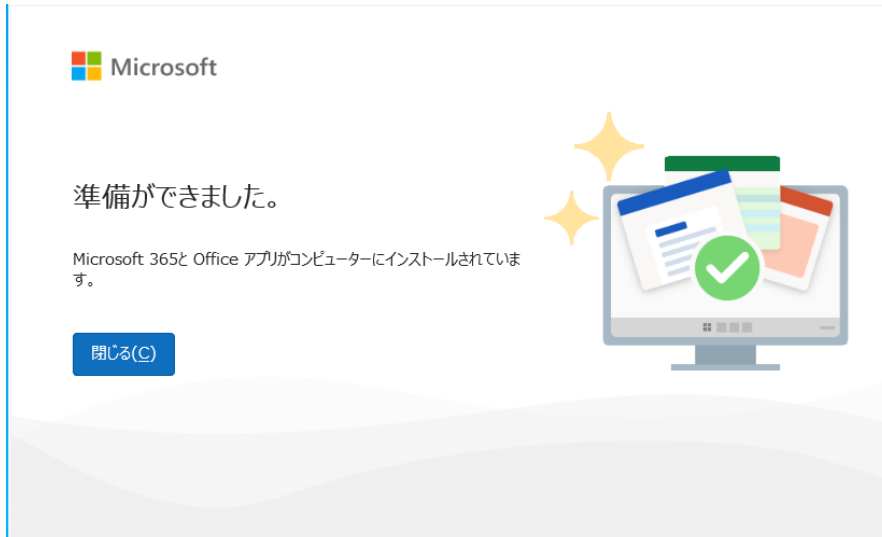 Microsoft
準備ができました。
Microsoft 365と Office アプリがコンピューターにインストールされていま
す。
閉じる(C)